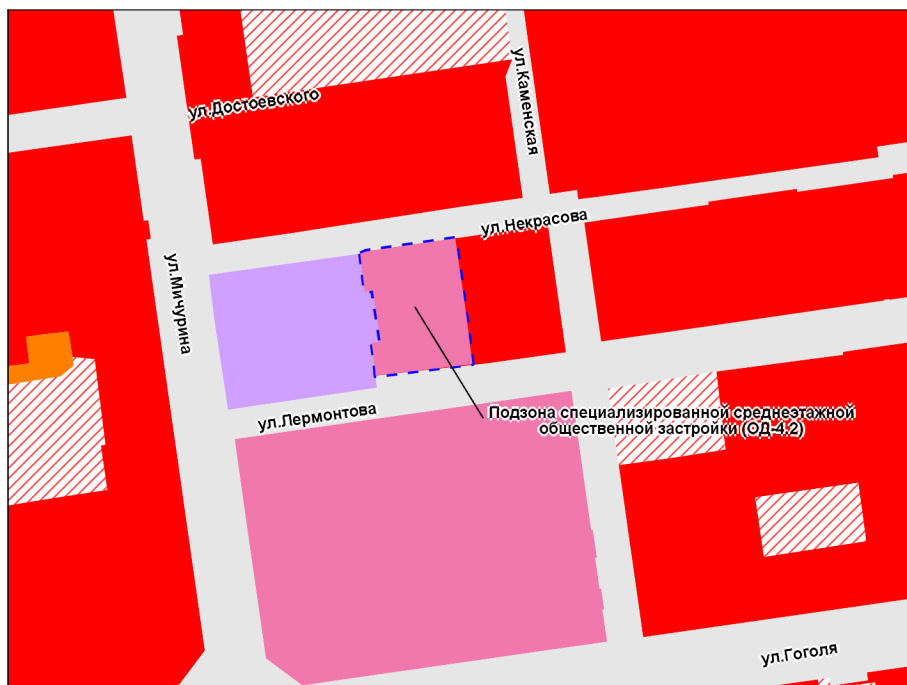 ул.Каменская
ул.Достоевского
ул.Некрасова
ул.Мичурина
ул.Лермонтова
Подзона специализированной среднеэтажной
общественной застройки (ОД-4.2)
ул.Гоголя